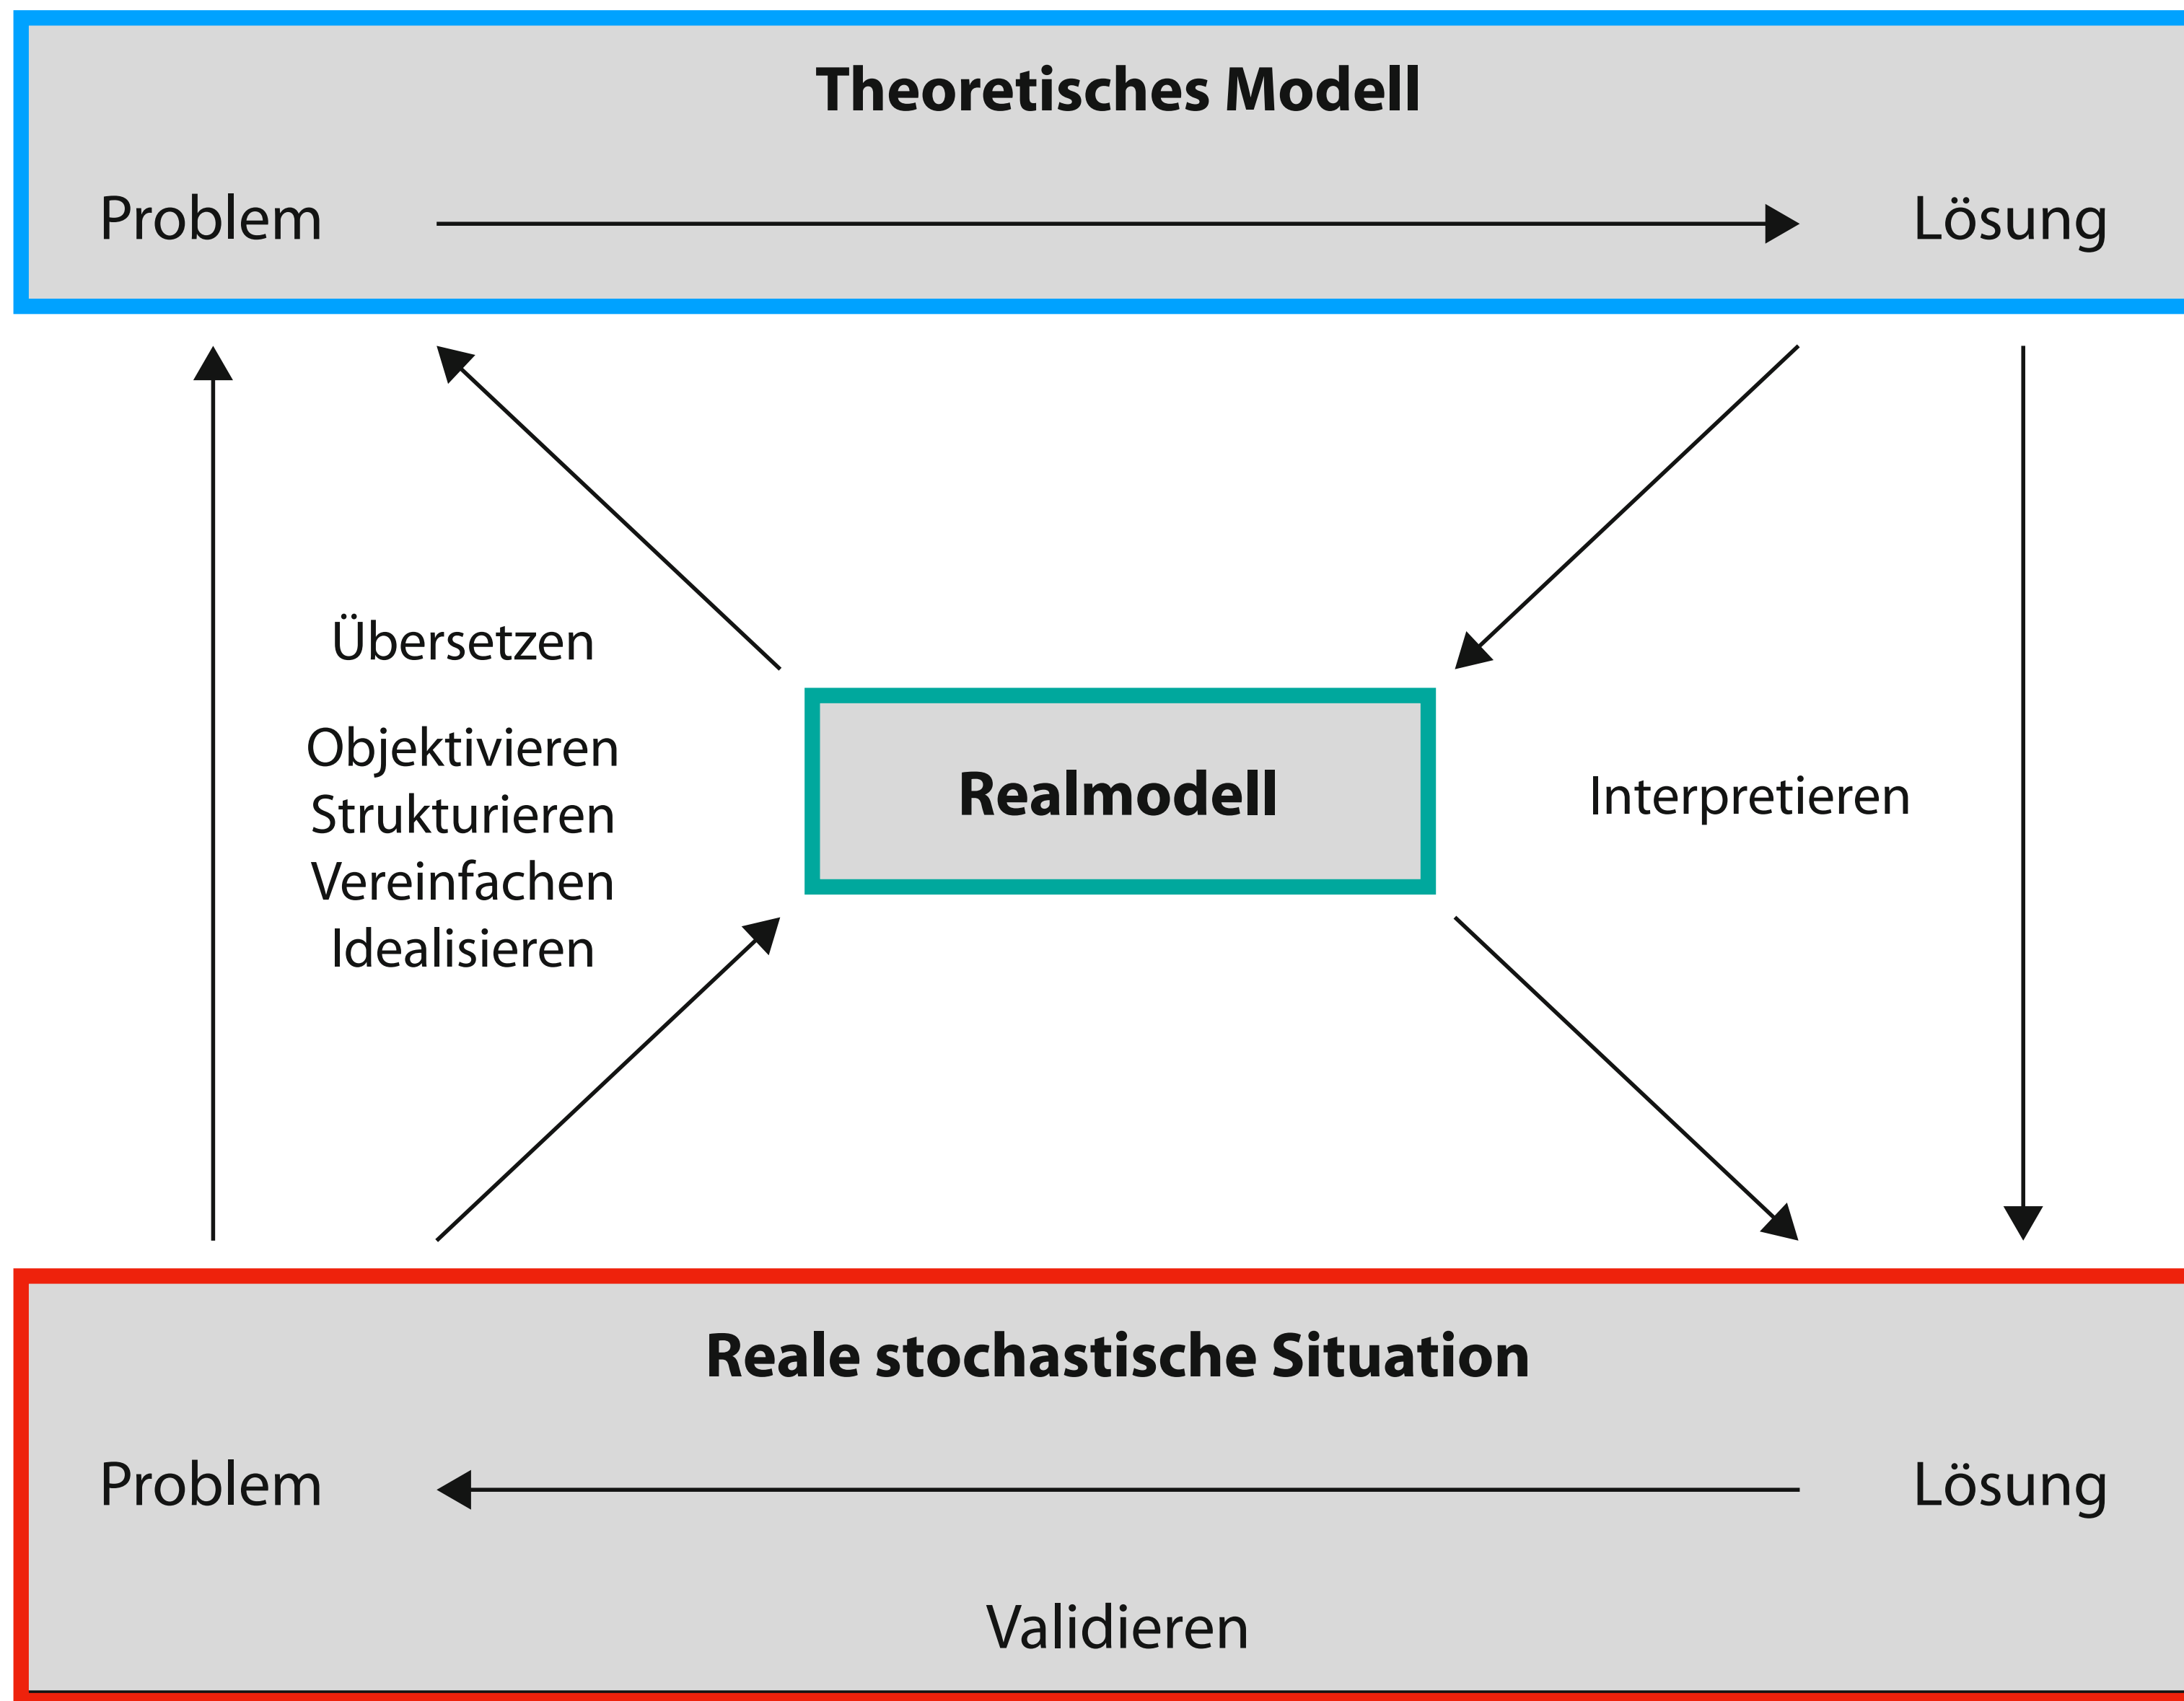 Theoretisches Modell
Problem
Lösung
Übersetzen
Objektivieren
Strukturieren
Vereinfachen
Idealisieren
Realmodell
Interpretieren
Reale stochastische Situation
Problem
Lösung
Validieren